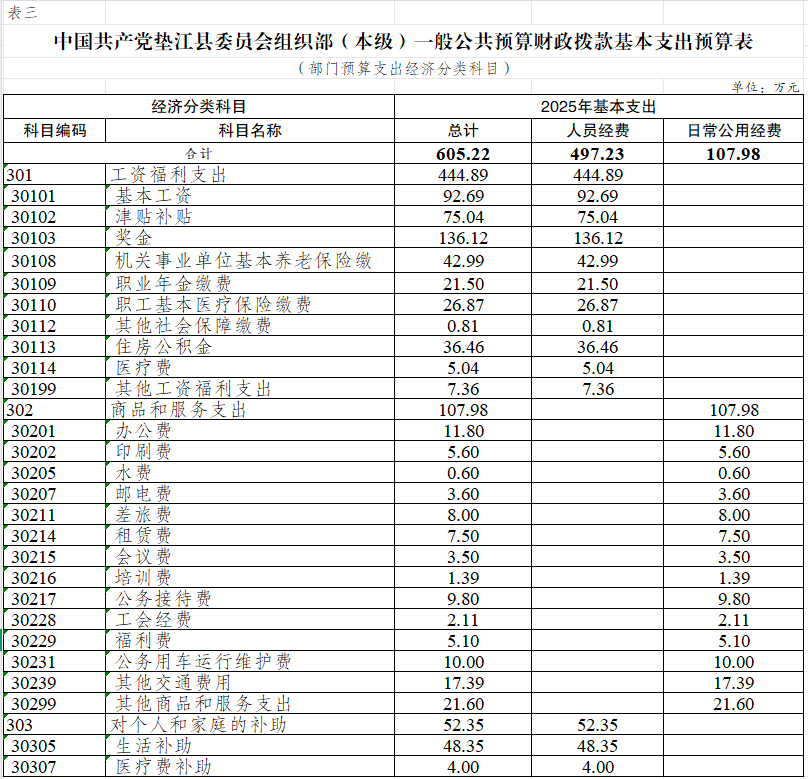 表三
中国共产党垫江县委员会组织部（本级）一般公共预算财政拨款基本支出预算表
（部门预算支出经济分类科目）
单位：万元
经济分类科目 2025年基本支出
科目编码 科目名称 总计 人员经费 日常公用经费
合计 605.22 497.23 107.98
301 工资福利支出 444.89 444.89
30101 基本工资 92.69 92.69
30102 津贴补贴 75.04 75.04
30103 奖金 136.12 136.12
30108 机关事业单位基本养老保险缴 42.99 42.99
30109 职业年金缴费 21.50 21.50
30110 职工基本医疗保险缴费 26.87 26.87
30112 其他社会保障缴费 0.81 0.81
30113 住房公积金 36.46 36.46
30114 医疗费 5.04 5.04
30199 其他工资福利支出 7.36 7.36
302 商品和服务支出 107.98 107.98
30201 办公费 11.80 11.80
30202 印刷费 5.60 5.60
30205 水费 0.60 0.60
30207 邮电费 3.60 3.60
30211 差旅费 8.00 8.00
30214 租赁费 7.50 7.50
30215 会议费 3.50 3.50
30216 培训费 1.39 1.39
30217 公务接待费 9.80 9.80
30228 工会经费 2.11 2.11
30229 福利费 5.10 5.10
30231 公务用车运行维护费 10.00 10.00
30239 其他交通费用 17.39 17.39
30299 其他商品和服务支出 21.60 21.60
303 对个人和家庭的补助 52.35 52.35
30305 生活补助 48.35 48.35
30307 医疗费补助 4.00 4.00